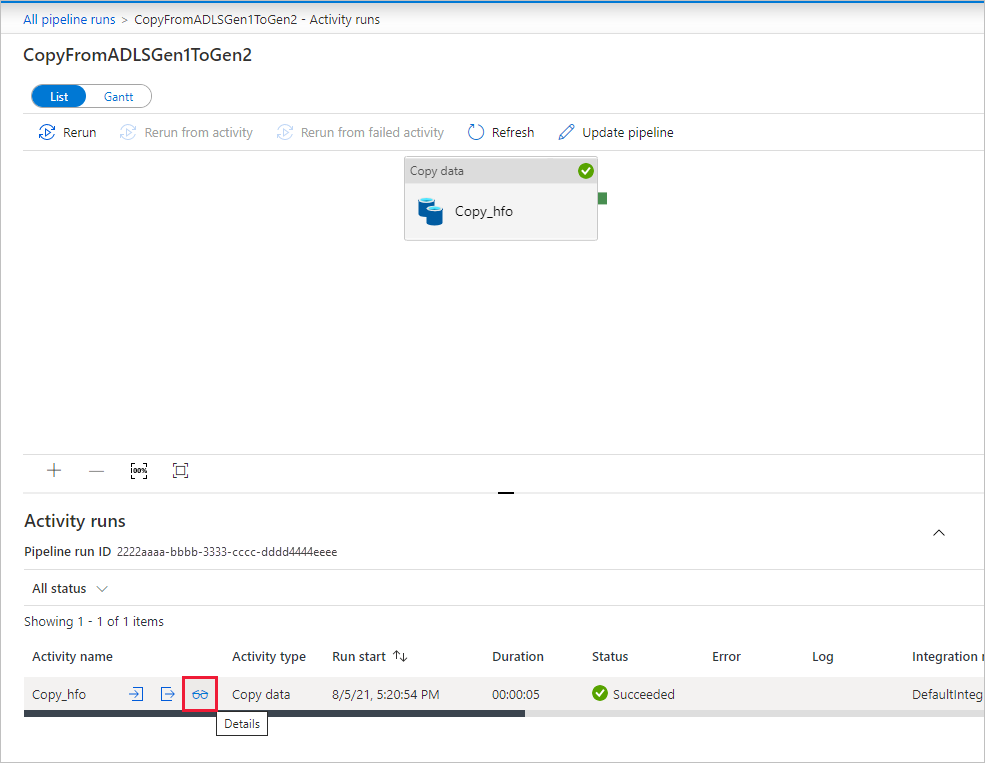 All pipeline runs > CopyFromADLSGen1ToGen2 - Activity runs
CopyFromADLSGen1ToGen2
List Gantt
Rerun Rerun from activity Rerun from failed activity Refresh Update pipeline
Copy data
Copy_hfo
100%
Activity runs
Pipeline run ID 2222aaaa-bbbb-3333-cccc-dddd4444eeee
All status
Showing 1 - 1 of 1 items
Activity name Activity type Run start Duration Status Error Log Integration r
Copy_hfo Copy data 8/5/21, 5:20:54 PM 00:00:05 Succeeded DefaultInteg
Details